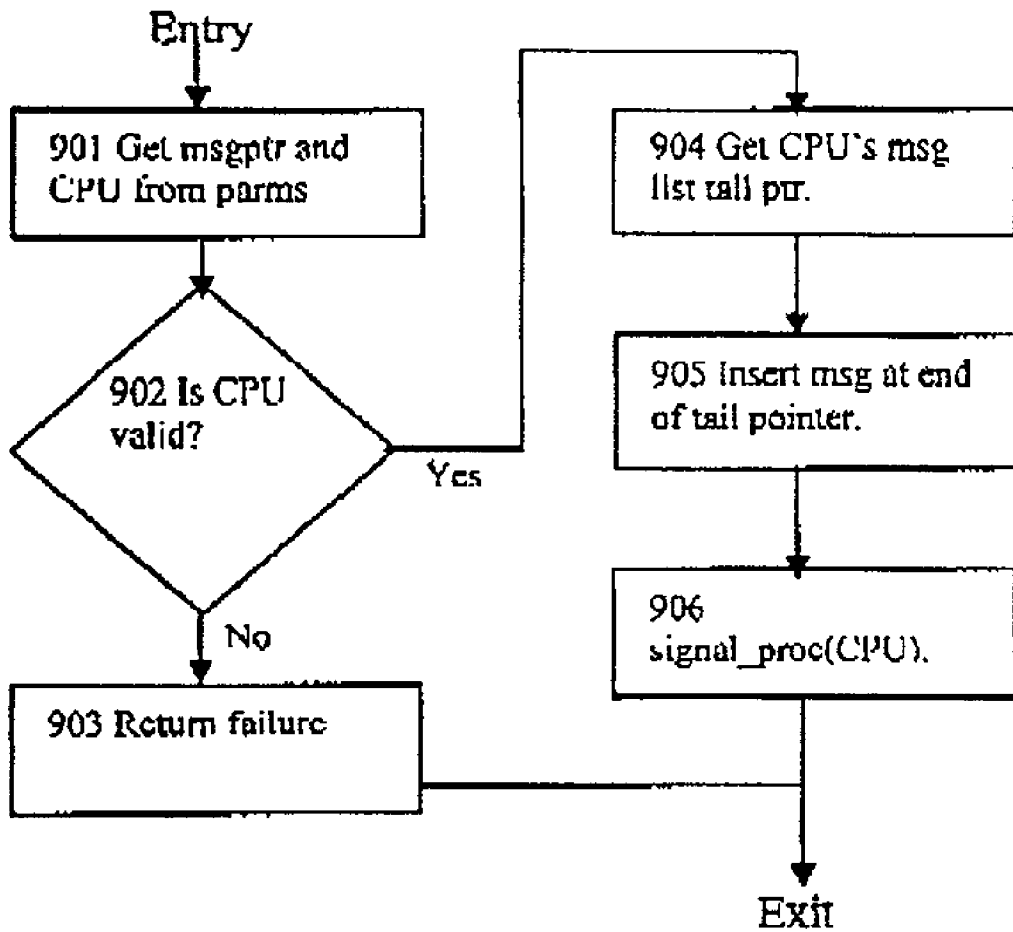 Entry
901 Get msgptr and
CPU from parms
902 Is CPU
valid?
Yes
No
903 Return failure
904 Get CPU's msg
list tail ptr.
905 Insert msg at end
of tail pointer.
906
signal_proc(CPU).
Exit